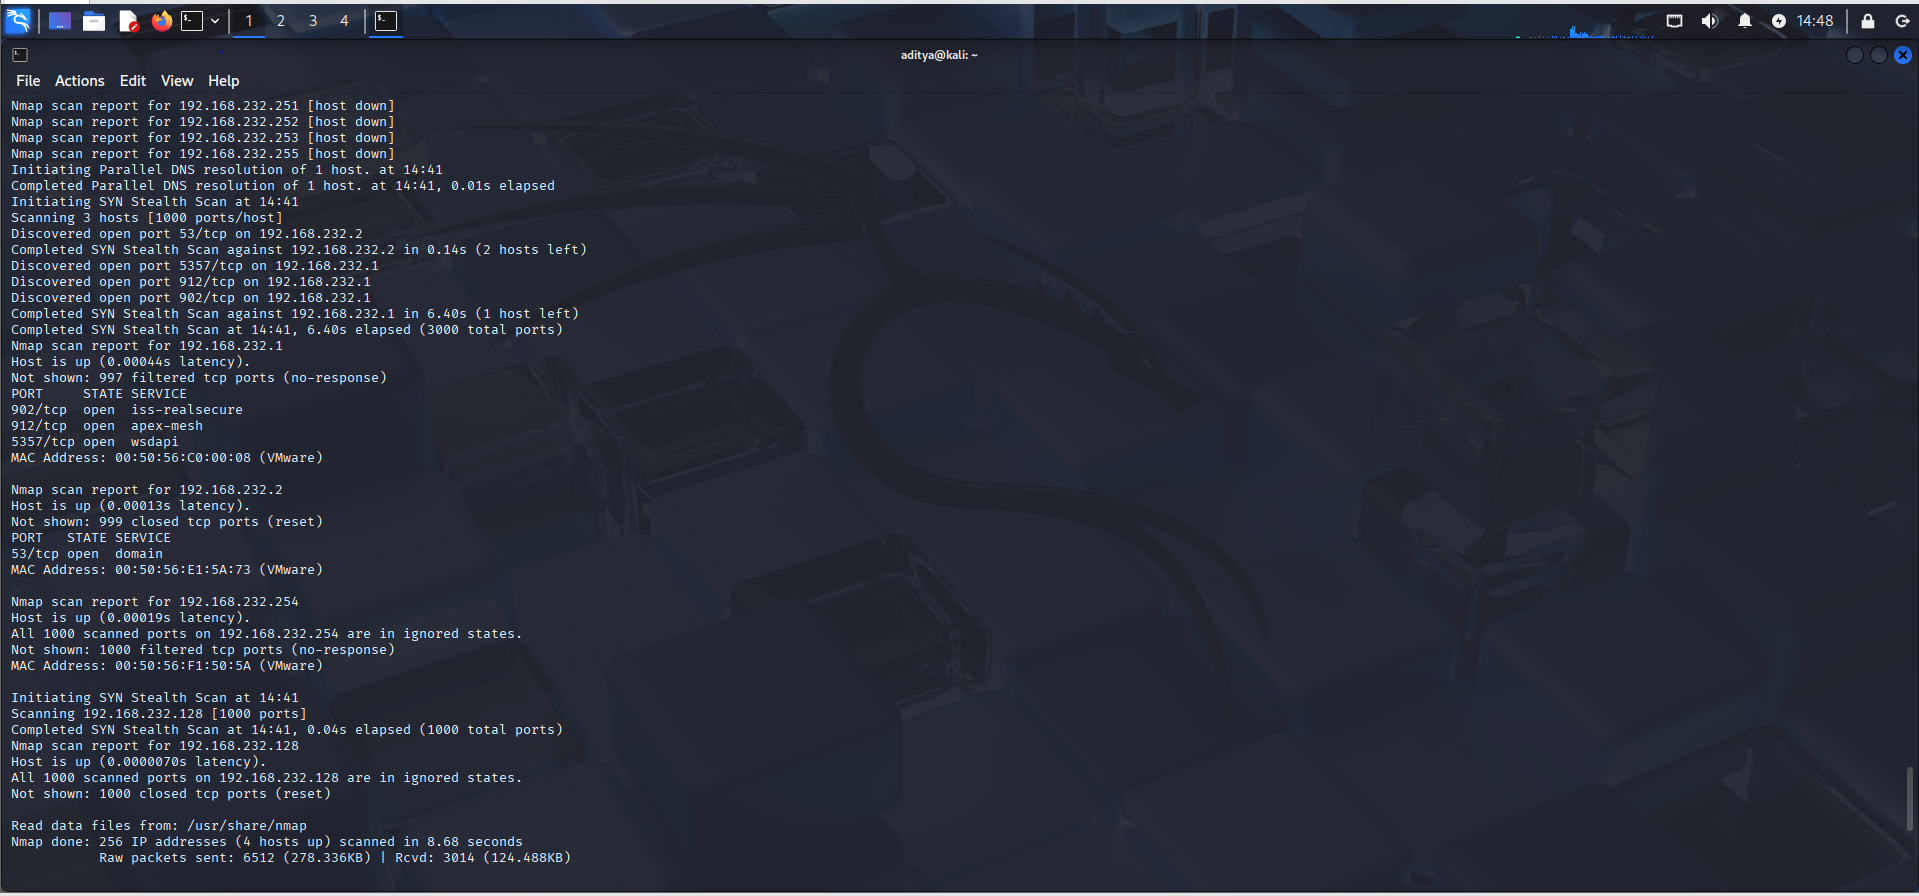 1 2 3 4 14:48
aditya@kali: ~
File Actions Edit View Help
Nmap scan report for 192.168.232.251 [host down]
Nmap scan report for 192.168.232.252 [host down]
Nmap scan report for 192.168.232.253 [host down]
Nmap scan report for 192.168.232.255 [host down]
Initiating Parallel DNS resolution of 1 host. at 14:41
Completed Parallel DNS resolution of 1 host. at 14:41, 0.01s elapsed
Initiating SYN Stealth Scan at 14:41
Scanning 3 hosts [1000 ports/host]
Discovered open port 53/tcp on 192.168.232.2
Completed SYN Stealth Scan against 192.168.232.2 in 0.14s (2 hosts left)
Discovered open port 5357/tcp on 192.168.232.1
Discovered open port 912/tcp on 192.168.232.1
Discovered open port 902/tcp on 192.168.232.1
Completed SYN Stealth Scan against 192.168.232.1 in 6.40s (1 host left)
Completed SYN Stealth Scan at 14:41, 6.40s elapsed (3000 total ports)
Nmap scan report for 192.168.232.1
Host is up (0.00044s latency).
Not shown: 997 filtered tcp ports (no-response)
PORT     STATE SERVICE
902/tcp  open  iss-realsecure
912/tcp  open  apex-mesh
5357/tcp open  wsdapi
MAC Address: 00:50:56:C0:00:08 (VMware)
Nmap scan report for 192.168.232.2
Host is up (0.00013s latency).
Not shown: 999 closed tcp ports (reset)
PORT   STATE SERVICE
53/tcp open  domain
MAC Address: 00:50:56:E1:5A:73 (VMware)
Nmap scan report for 192.168.232.254
Host is up (0.00019s latency).
All 1000 scanned ports on 192.168.232.254 are in ignored states.
Not shown: 1000 filtered tcp ports (no-response)
MAC Address: 00:50:56:F1:50:5A (VMware)
Initiating SYN Stealth Scan at 14:41
Scanning 192.168.232.128 [1000 ports]
Completed SYN Stealth Scan at 14:41, 0.04s elapsed (1000 total ports)
Nmap scan report for 192.168.232.128
Host is up (0.0000070s latency).
All 1000 scanned ports on 192.168.232.128 are in ignored states.
Not shown: 1000 closed tcp ports (reset)
Read data files from: /usr/share/nmap
Nmap done: 256 IP addresses (4 hosts up) scanned in 8.68 seconds
Raw packets sent: 6512 (278.336KB) | Rcvd: 3014 (124.488KB)